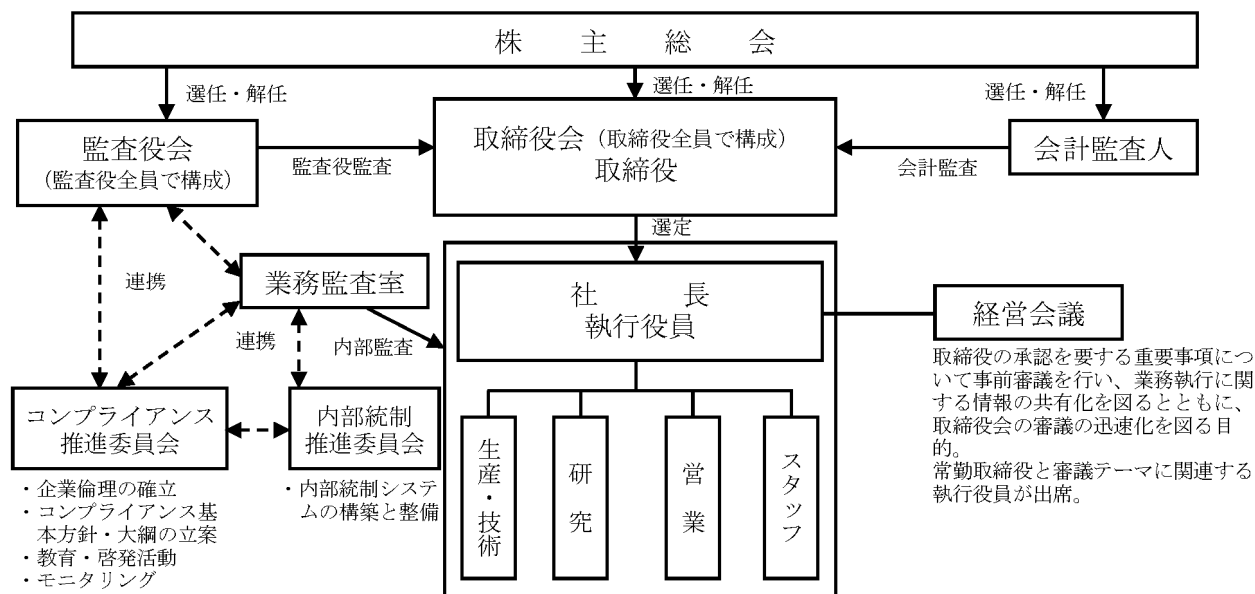 株　主　総　会
選任・解任
選任・解任
選任・解任
監査役会
（監査役全員で構成）
監査役監査
取締役会（取締役全員で構成）
取締役
会計監査
会計監査人
選定
連携
業務監査室
連携
内部監査
社　長
執行役員
経営会議
取締役の承認を要する重要事項につ
いて事前審議を行い、業務執行に関
する情報の共有化を図るとともに、
取締役会の審議の迅速化を図る目
的。
常勤取締役と審議テーマに関連する
執行役員が出席。
コンプライアンス
推進委員会
・企業倫理の確立
・コンプライアンス基
本方針・大綱の立案
・教育・啓発活動
・モニタリング
内部統制
推進委員会
・内部統制システ
ムの構築と整備
生産・技術
研究
営業
スタッフ